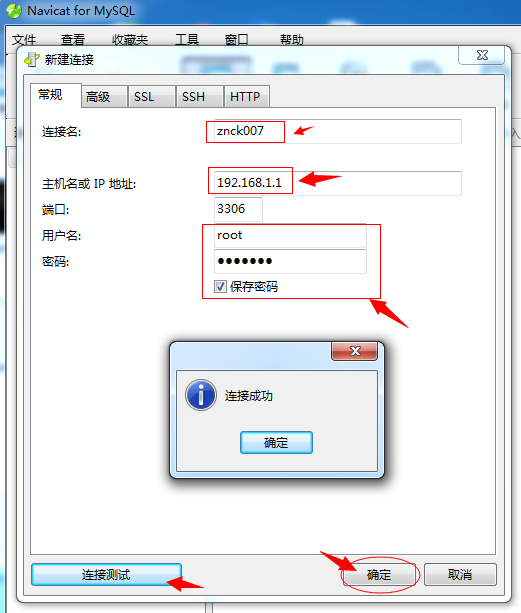 Navicat for MySQL
文件 查看 收藏夹 工具 窗口 帮助
新建连接
常规 高级 SSL SSH HTTP
连接名: znck007
主机名或 IP 地址: 192.168.1.1
端口: 3306
用户名: root
密码: ●●●●●●●
保存密码
连接成功
确定
连接测试 确定 取消